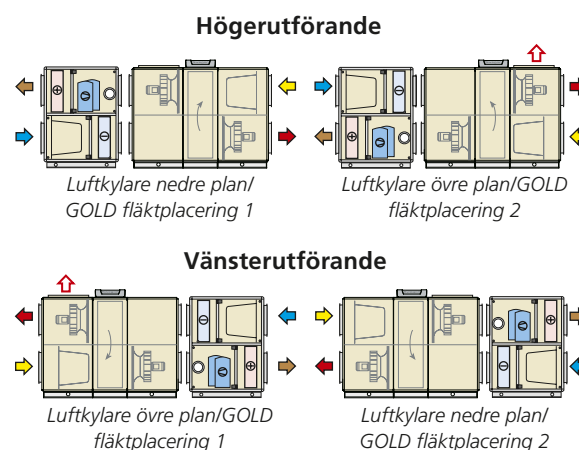 Högerutförande
Luftkylare nedre plan/
GOLD fläktplacering 1
Luftkylare övre plan/GOLD
fläktplacering 2
Vänsterutförande
Luftkylare övre plan/GOLD
fläktplacering 1
Luftkylare nedre plan/
GOLD fläktplacering 2